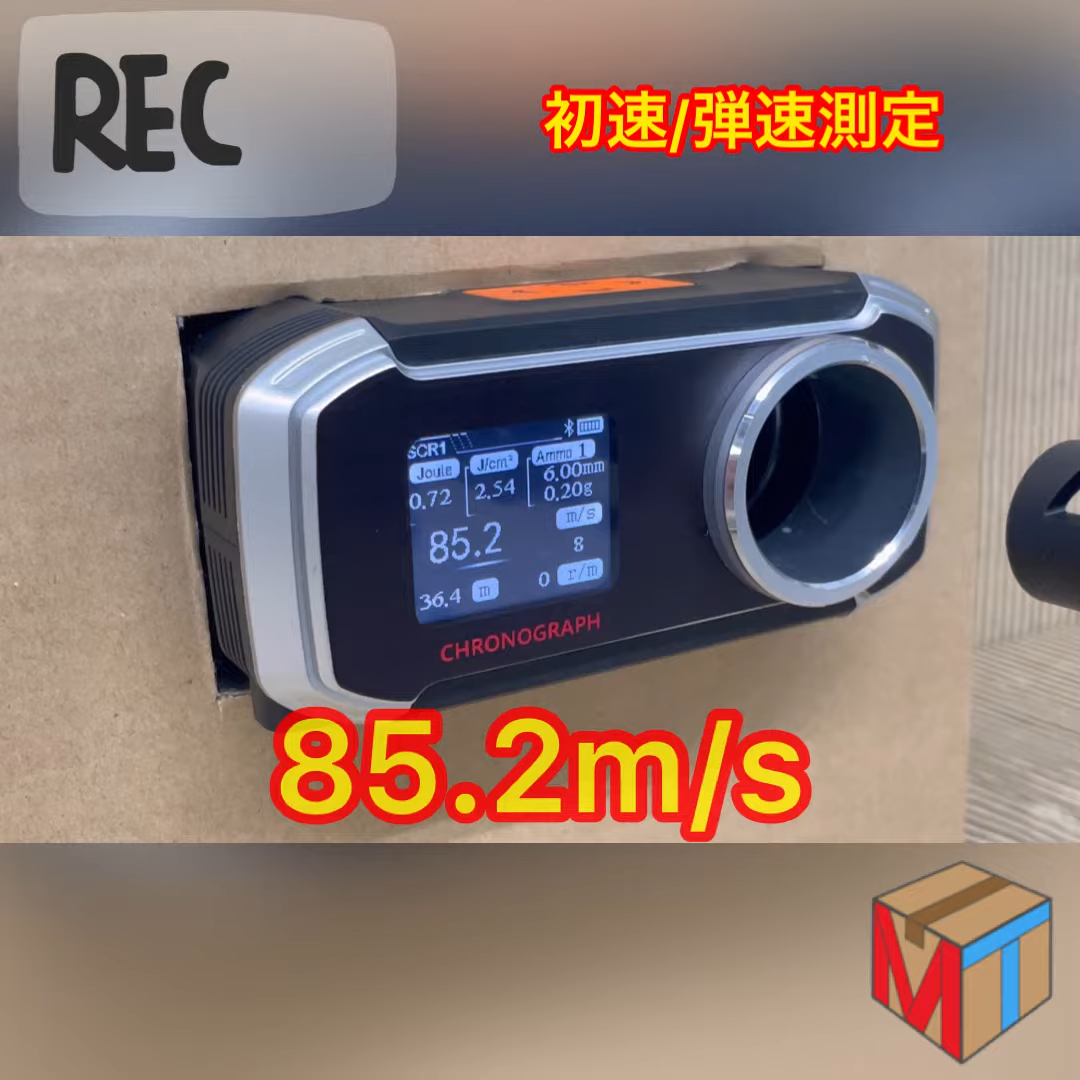 REC
初速/弾速測定
SCR1
Joule
J/cm²
Ammo 1
6.00mm
0.72
2.54
0.20g
m/s
85.2
8
36.4 m
0 r/m
CHRONOGRAPH
85.2m/s
MT